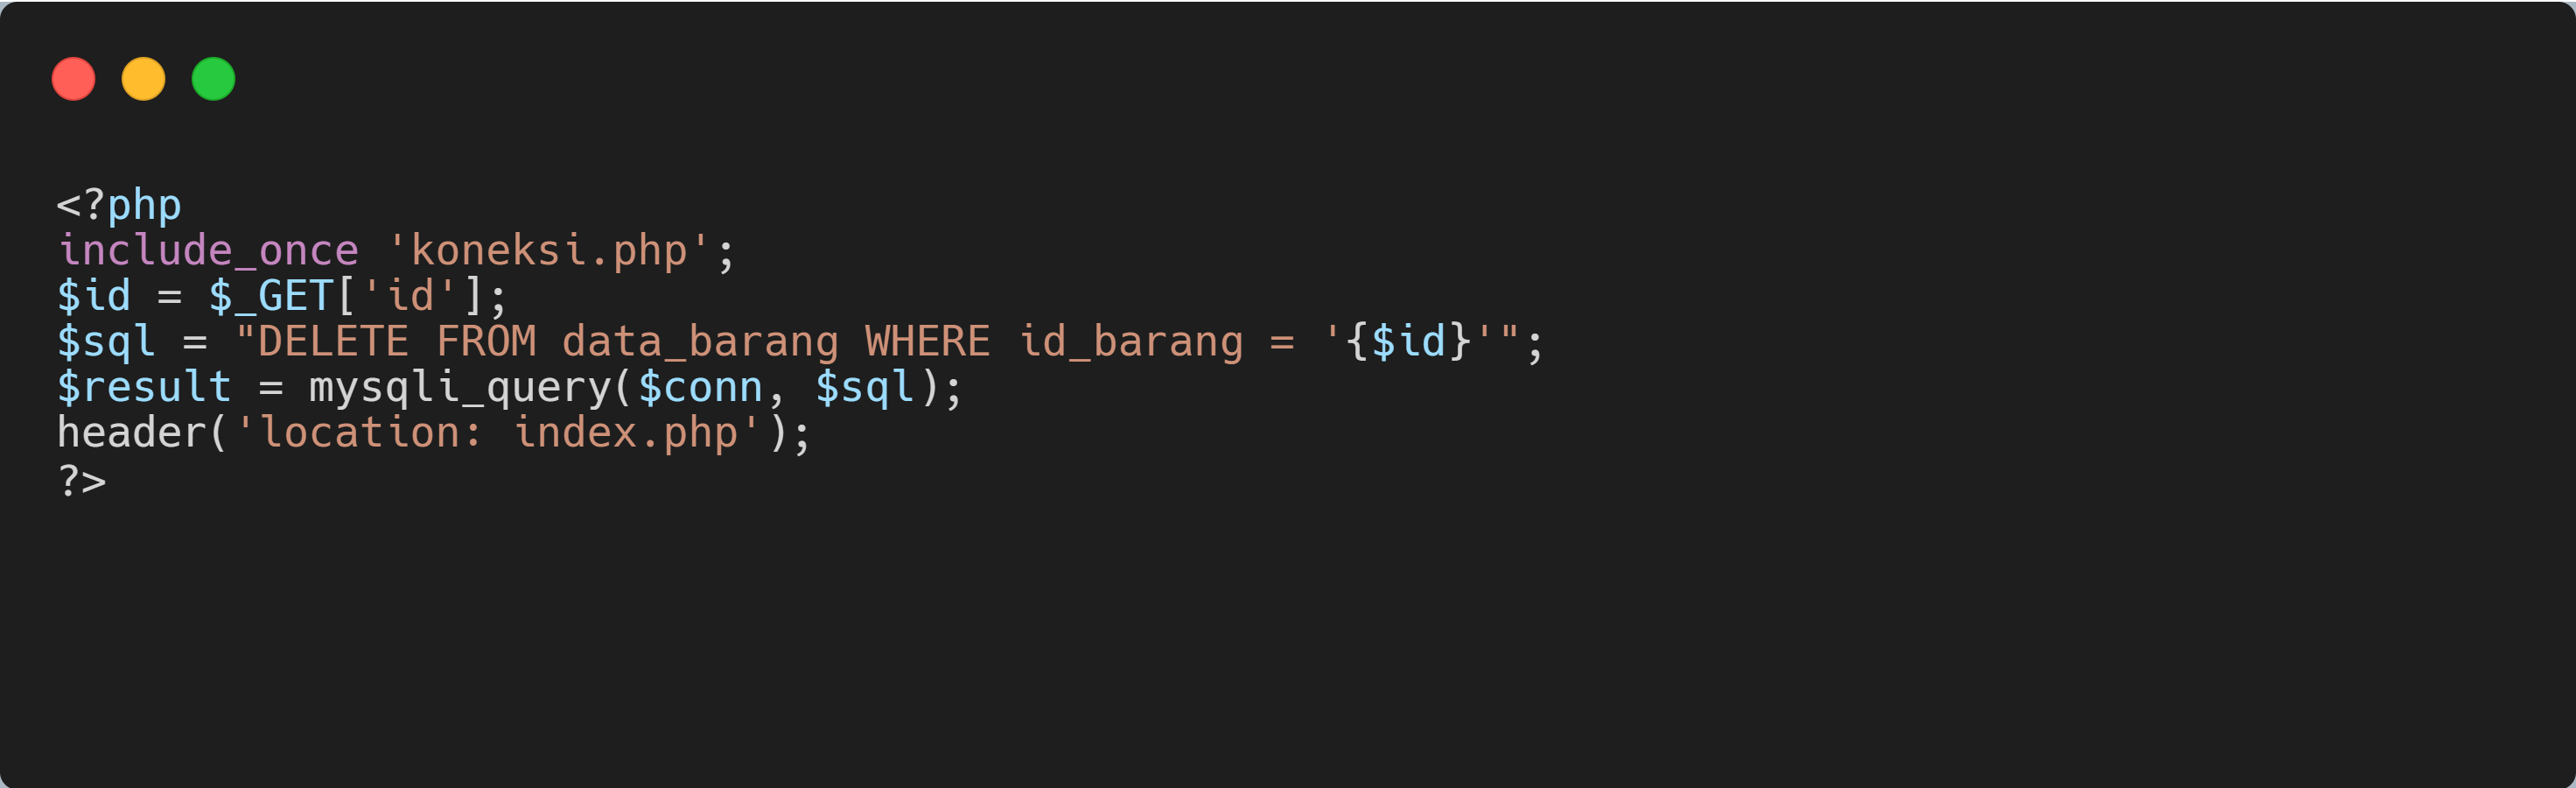 <?php
include_once 'koneksi.php';
$id = $_GET['id'];
$sql = "DELETE FROM data_barang WHERE id_barang = '{$id}'";
$result = mysqli_query($conn, $sql);
header('location: index.php');
?>